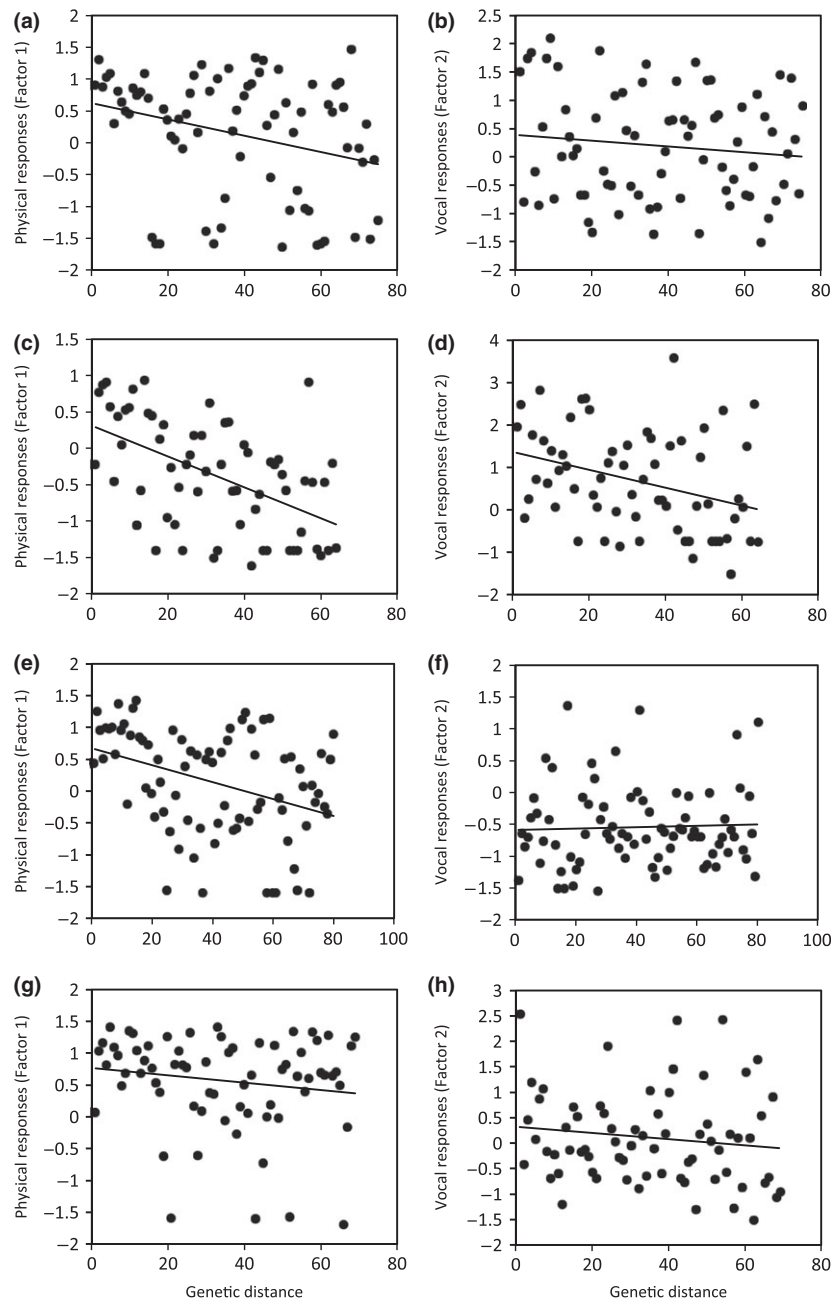 (a)
Physical responses (Factor 1)
2
1.5
1
0.5
0
−0.5
−1
−1.5
−2
0 20 40 60 80
(b)
Vocal responses (Factor 2)
2.5
2
1.5
1
0.5
0
−0.5
−1
−1.5
−2
0 20 40 60 80
(c)
Physical responses (Factor 1)
1.5
1
0.5
0
−0.5
−1
−1.5
−2
0 20 40 60 80
(d)
Vocal responses (Factor 2)
4
3
2
1
0
−1
−2
0 20 40 60 80
(e)
Physical responses (Factor 1)
2
1.5
1
0.5
0
−0.5
−1
−1.5
−2
0 20 40 60 80 100
(f)
Vocal responses (Factor 2)
2
1.5
1
0.5
0
−0.5
−1
−1.5
−2
0 20 40 60 80 100
(g)
Physical responses (Factor 1)
2
1.5
1
0.5
0
−0.5
−1
−1.5
−2
0 20 40 60 80
Genetic distance
(h)
Vocal responses (Factor 2)
3
2.5
2
1.5
1
0.5
0
−0.5
−1
−1.5
−2
0 20 40 60 80
Genetic distance